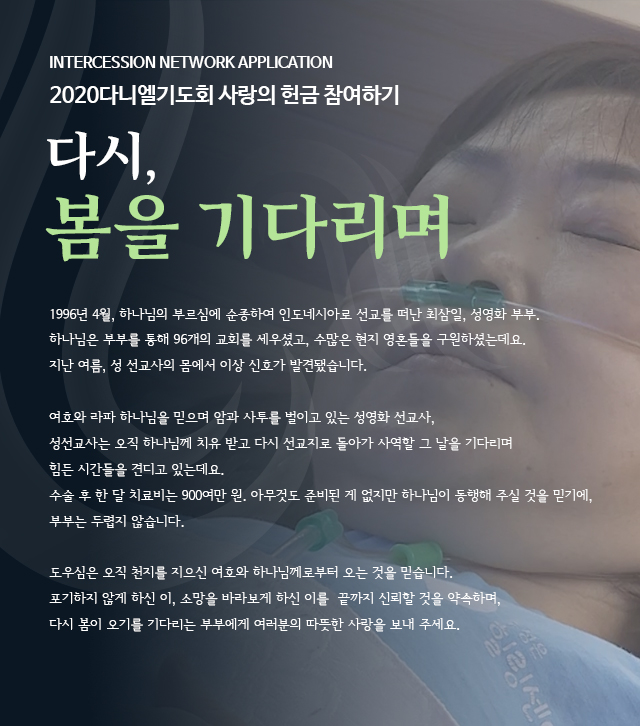 INTERCESSION NETWORK APPLICATION
2020다니엘기도회 사랑의 헌금 참여하기
다시,
봄을 기다리며
1996년 4월, 하나님의 부르심에 순종하여 인도네시아로 선교를 떠난 최삼일, 성영화 부부.
하나님은 부부를 통해 96개의 교회를 세우셨고, 수많은 현지 영혼들을 구원하셨는데요.
지난 여름, 성 선교사의 몸에서 이상 신호가 발견됐습니다.
여호와 라파 하나님을 믿으며 암과 사투를 벌이고 있는 성영화 선교사,
성선교사는 오직 하나님께 치유 받고 다시 선교지로 돌아가 사역할 그 날을 기다리며
힘든 시간들을 견디고 있는데요.
수술 후 한 달 치료비는 900여만 원. 아무것도 준비된 게 없지만 하나님이 동행해 주실 것을 믿기에,
부부는 두렵지 않습니다.
도우심은 오직 천지를 지으신 여호와 하나님께로부터 오는 것을 믿습니다.
포기하지 않게 하신 이, 소망을 바라보게 하신 이를 끝까지 신뢰할 것을 약속하며,
다시 봄이 오기를 기다리는 부부에게 여러분의 따뜻한 사랑을 보내 주세요.